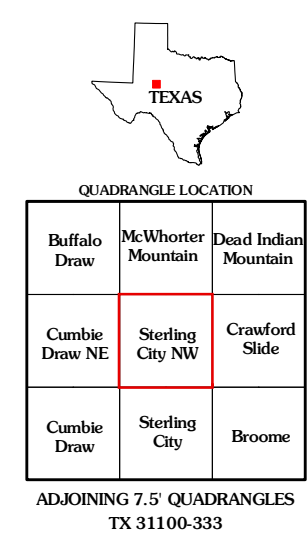 TEXAS
QUADRANGLE LOCATION
Buffalo
Draw
McWhorter
Mountain
Dead Indian
Mountain
Cumbie
Draw NE
Sterling
City NW
Crawford
Slide
Cumbie
Draw
Sterling
City
Broome
ADJOINING 7.5' QUADRANGLES
TX 31100-333